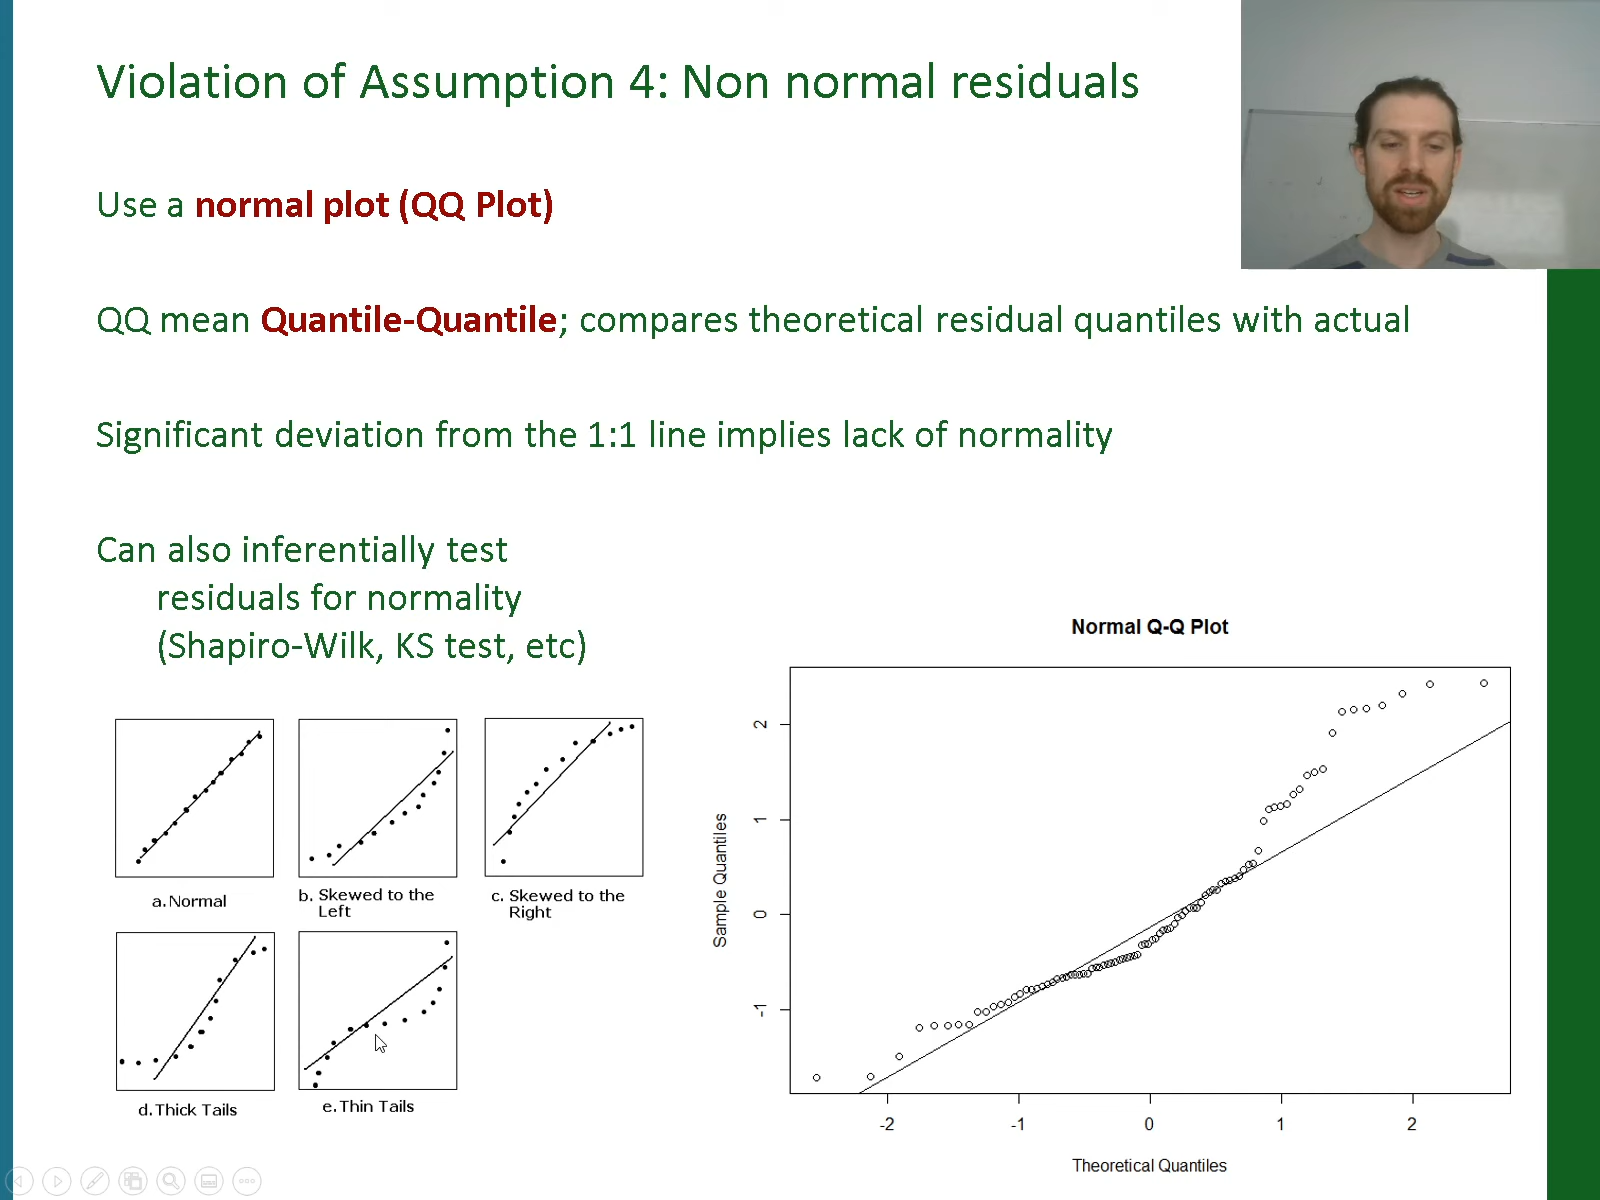 Violation of Assumption 4: Non normal residuals
Use a normal plot (QQ Plot)
QQ mean Quantile-Quantile; compares theoretical residual quantiles with actual
Significant deviation from the 1:1 line implies lack of normality
Can also inferentially test
residuals for normality
(Shapiro-Wilk, KS test, etc)
a. Normal
b. Skewed to the
Left
c. Skewed to the
Right
d. Thick Tails
e. Thin Tails
Normal Q-Q Plot
Sample Quantiles
2
1
0
-1
-2
-1
0
1
2
Theoretical Quantiles